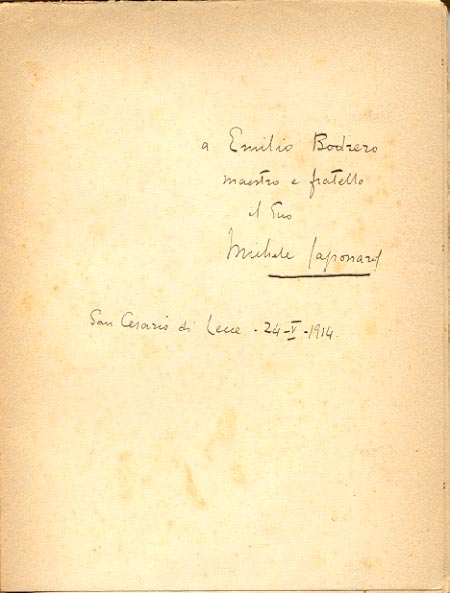 a Emilio Bodrero
maestro e fratello
il suo
Michele Saponaro
San Cesario di Lecce - 24-V-1914.